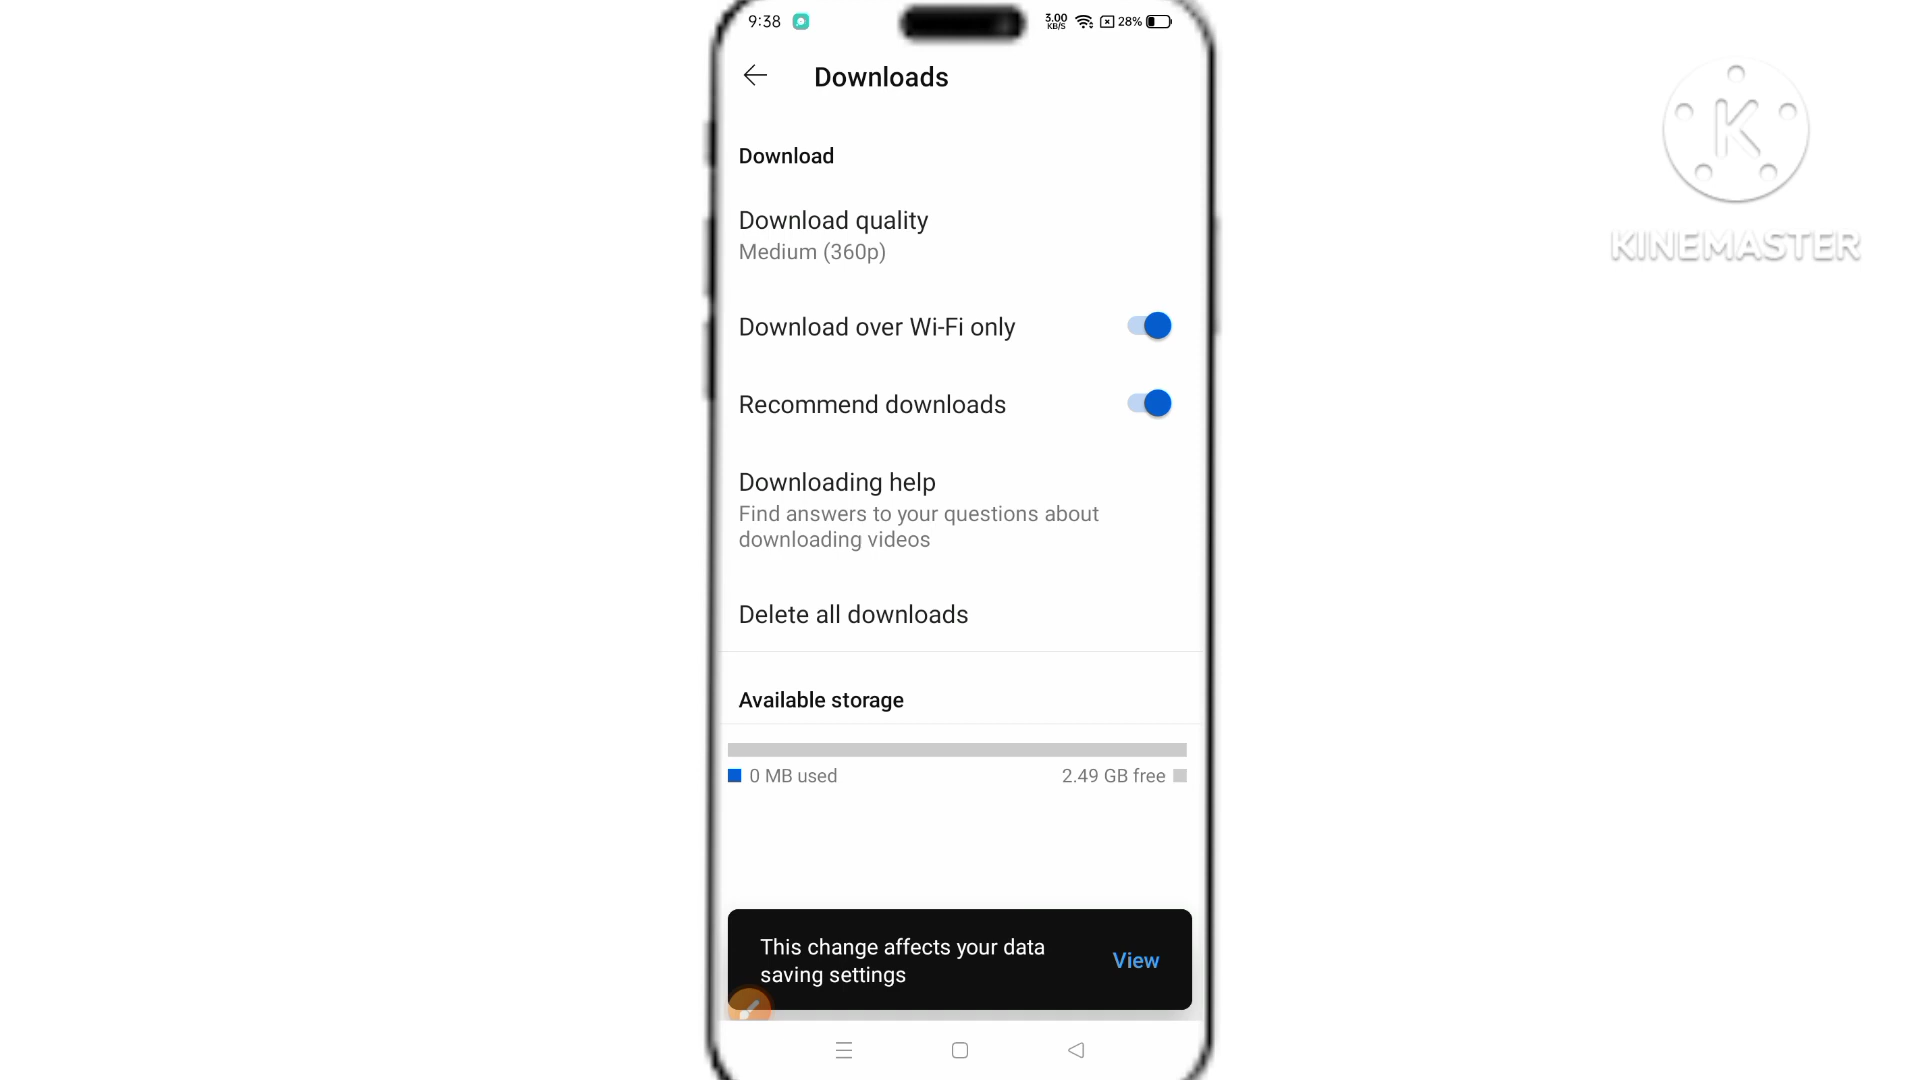 9:38
3.00
KB/S
28%
Downloads
Download
Download quality
Medium (360p)
Download over Wi-Fi only
Recommend downloads
Downloading help
Find answers to your questions about
downloading videos
Delete all downloads
Available storage
0 MB used
2.49 GB free
This change affects your data
saving settings
View
K
KINEMASTER